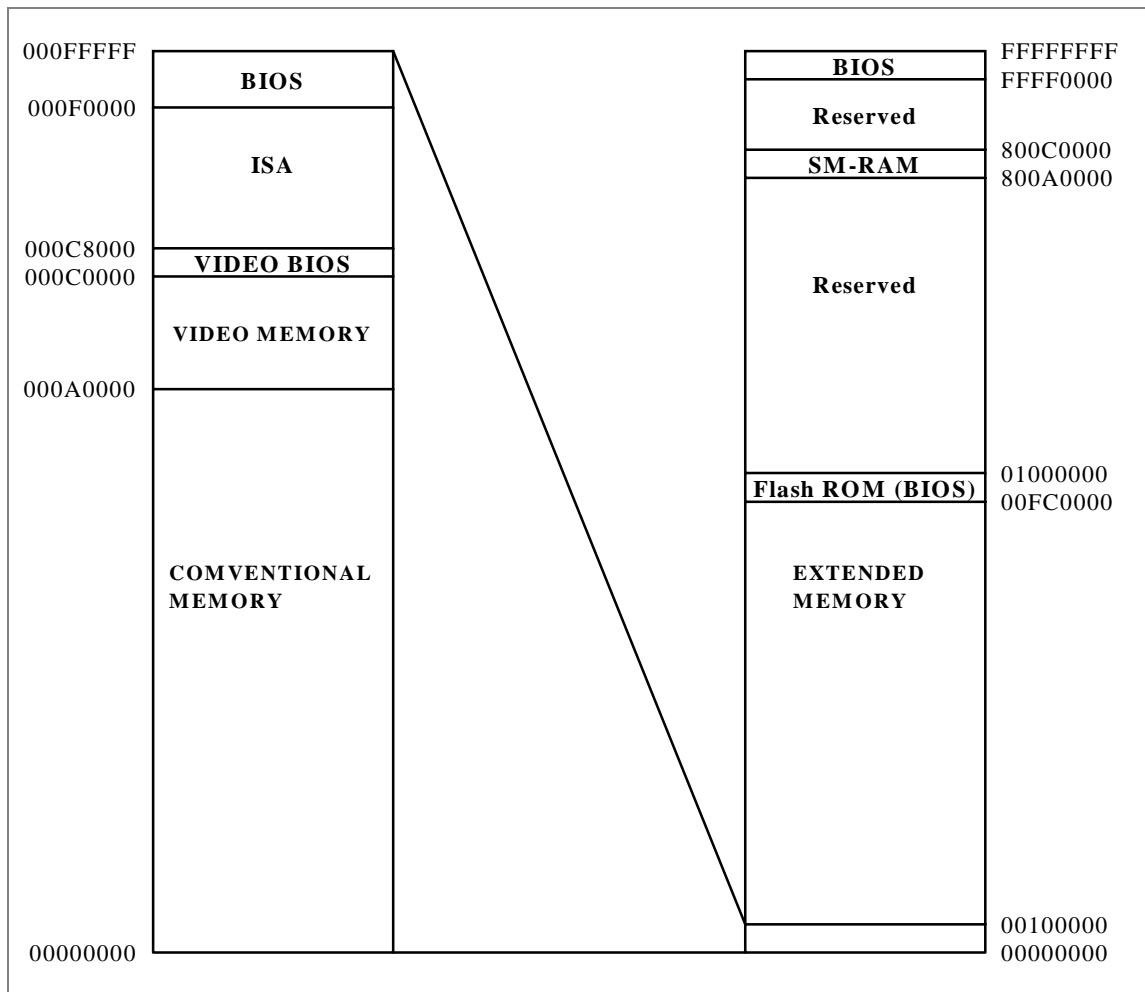 000FFFFF
BIOS
000F0000
ISA
000C8000
VIDEO BIOS
000C0000
VIDEO MEMORY
000A0000
COMVENTIONAL
MEMORY
00000000
FFFFFFFF
BIOS
FFFF0000
Reserved
800C0000
SM-RAM
800A0000
Reserved
01000000
Flash ROM (BIOS)
00FC0000
EXTENDED
MEMORY
00100000
00000000